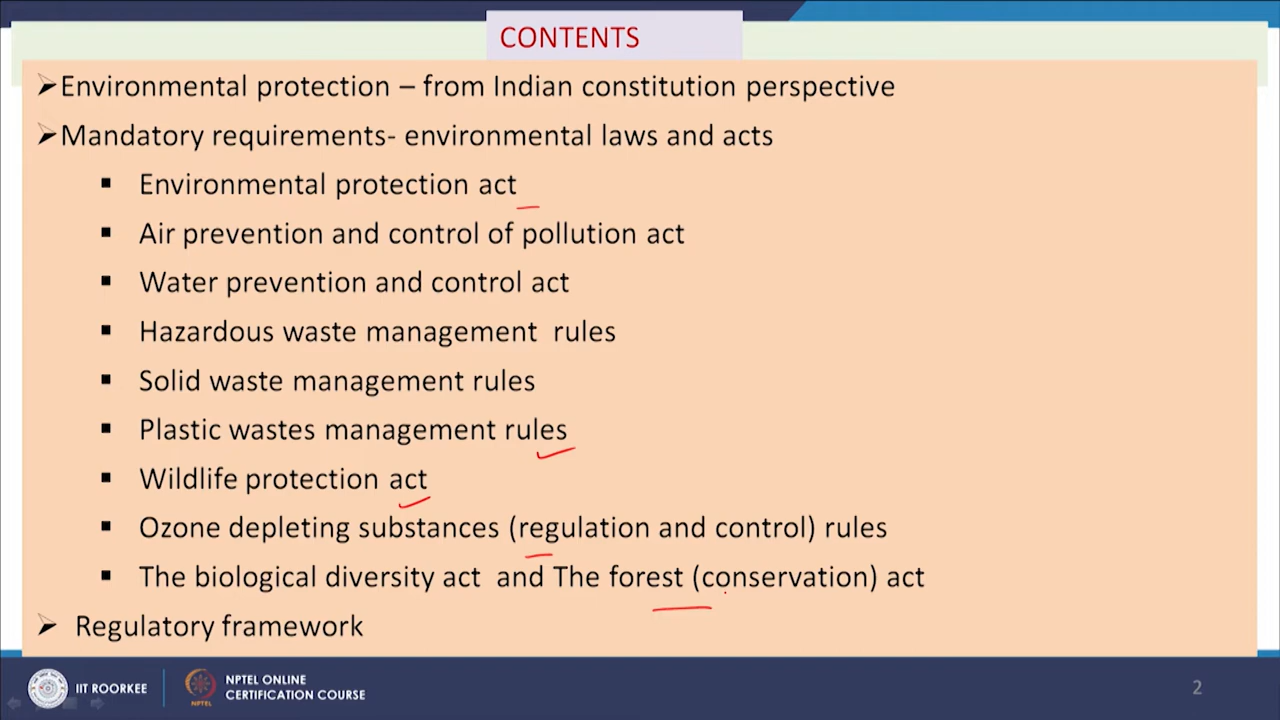 CONTENTS
➢Environmental protection – from Indian constitution perspective
➢Mandatory requirements- environmental laws and acts
▪ Environmental protection act
▪ Air prevention and control of pollution act
▪ Water prevention and control act
▪ Hazardous waste management rules
▪ Solid waste management rules
▪ Plastic wastes management rules
▪ Wildlife protection act
▪ Ozone depleting substances (regulation and control) rules
▪ The biological diversity act and The forest (conservation) act
➢ Regulatory framework
IIT ROORKEE
NPTEL
NPTEL ONLINE
CERTIFICATION COURSE
2